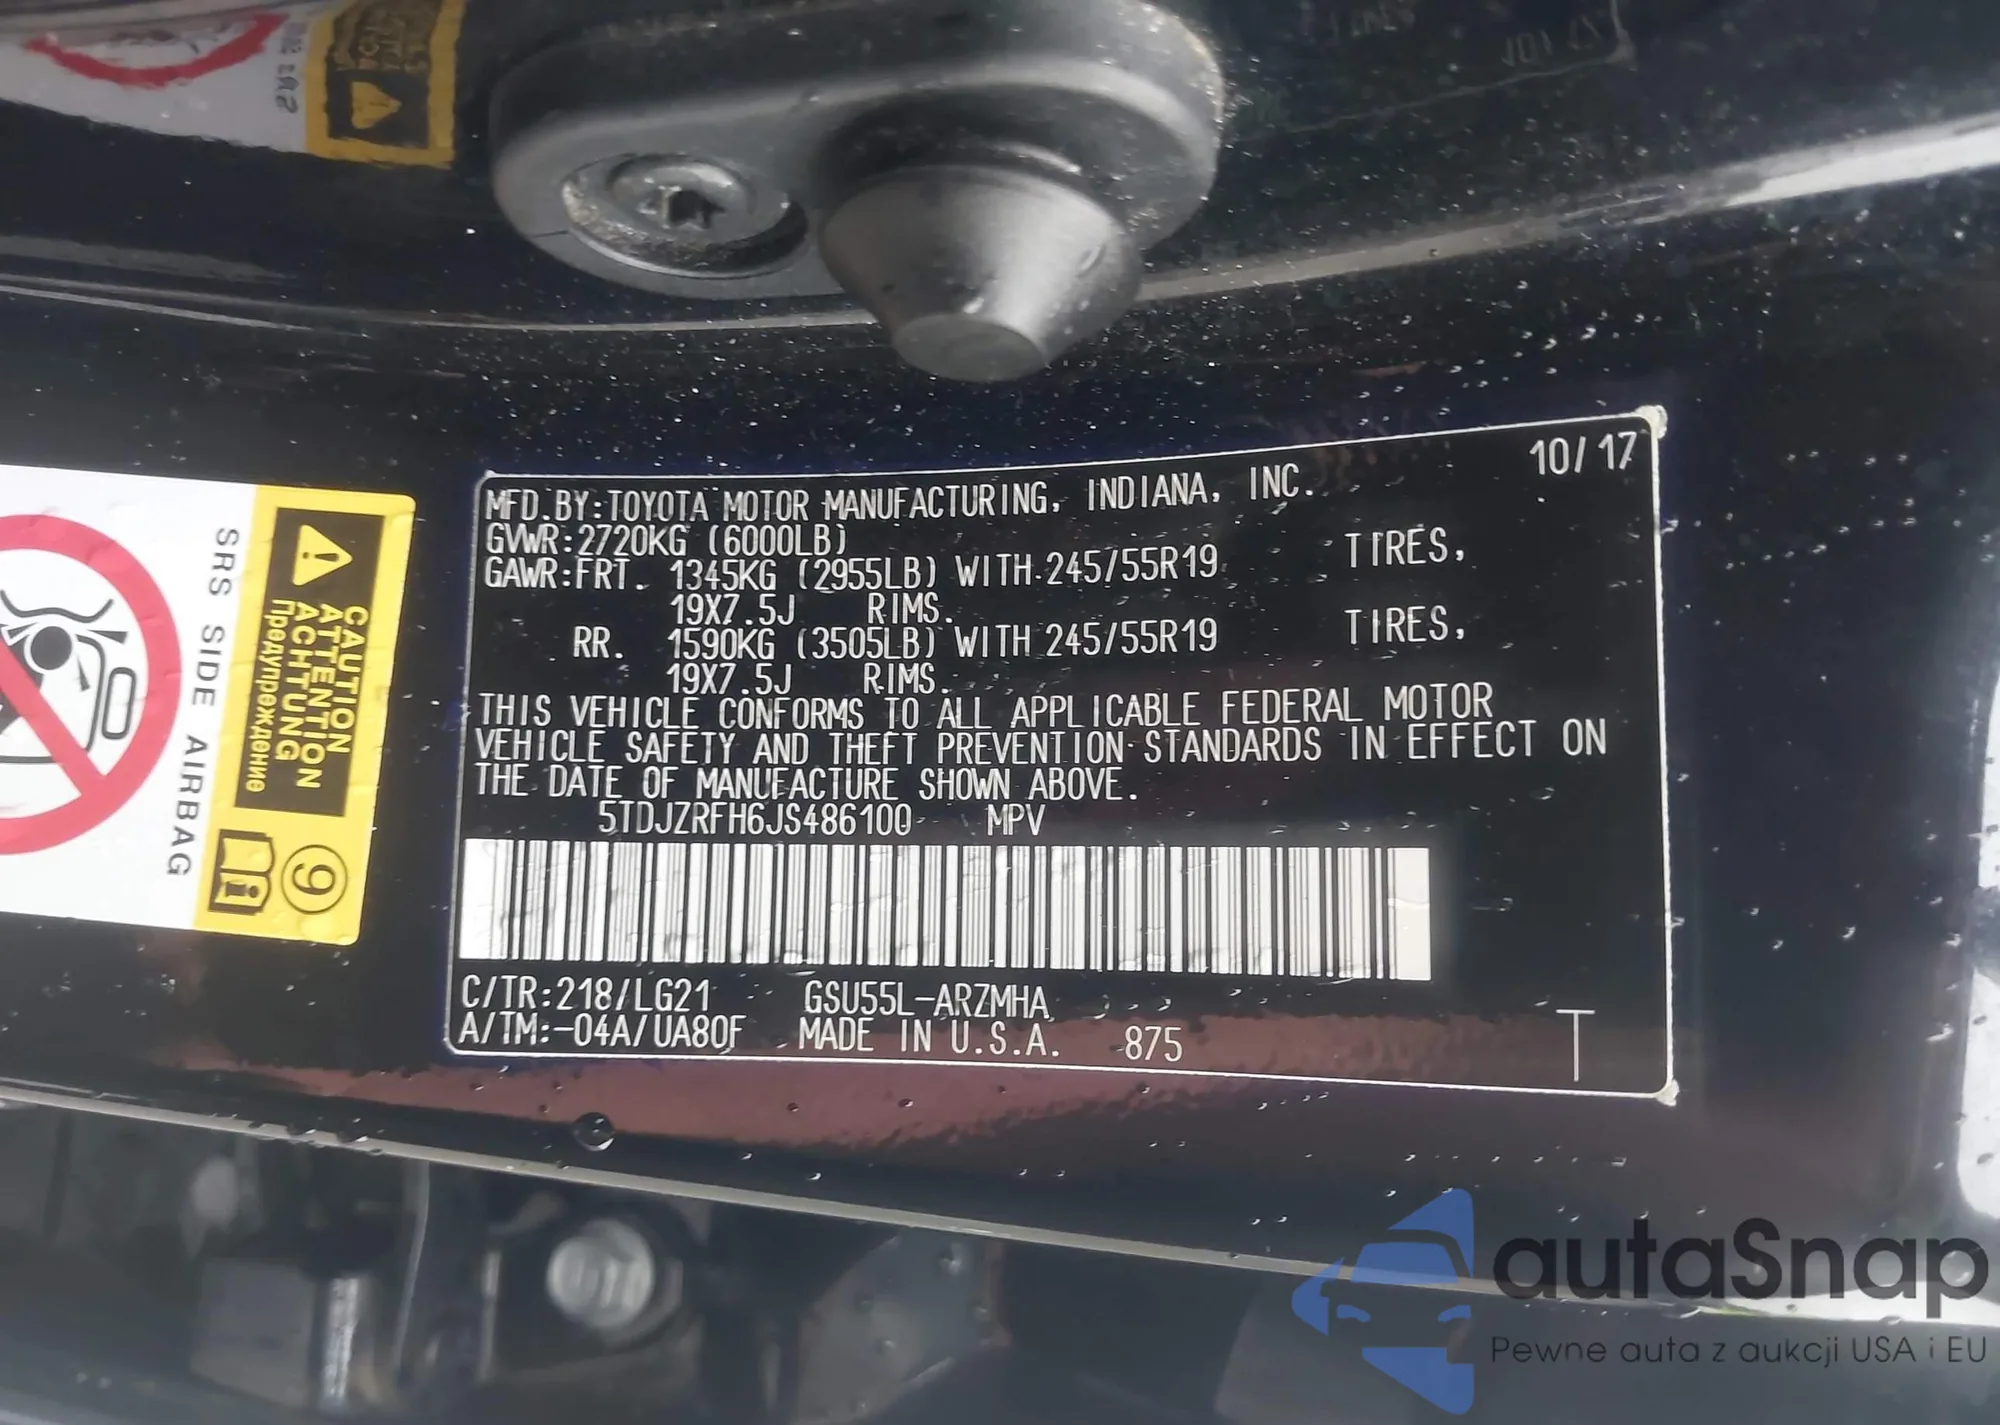 10/17
MFD.BY:TOYOTA MOTOR MANUFACTURING, INDIANA, INC.
GVWR:2720KG (6000LB)
GAWR:FRT. 1345KG (2955LB) WITH 245/55R19 TIRES,
19X7.5J RIMS.
RR. 1590KG (3505LB) WITH 245/55R19 TIRES,
19X7.5J RIMS.
THIS VEHICLE CONFORMS TO ALL APPLICABLE FEDERAL MOTOR
VEHICLE SAFETY AND THEFT PREVENTION STANDARDS IN EFFECT ON
THE DATE OF MANUFACTURE SHOWN ABOVE.
5TDJZRFH6JS486100 MPV
C/TR:218/LG21 GSU55L-ARZMHA
A/TM:-04A/UA80F MADE IN U.S.A. 875
T
CAUTION
ATTENTION
ACHTUNG
Предупреждение
SRS SIDE AIRBAG
9
i
autaSnap
Pewne auta z aukcji USA i EU